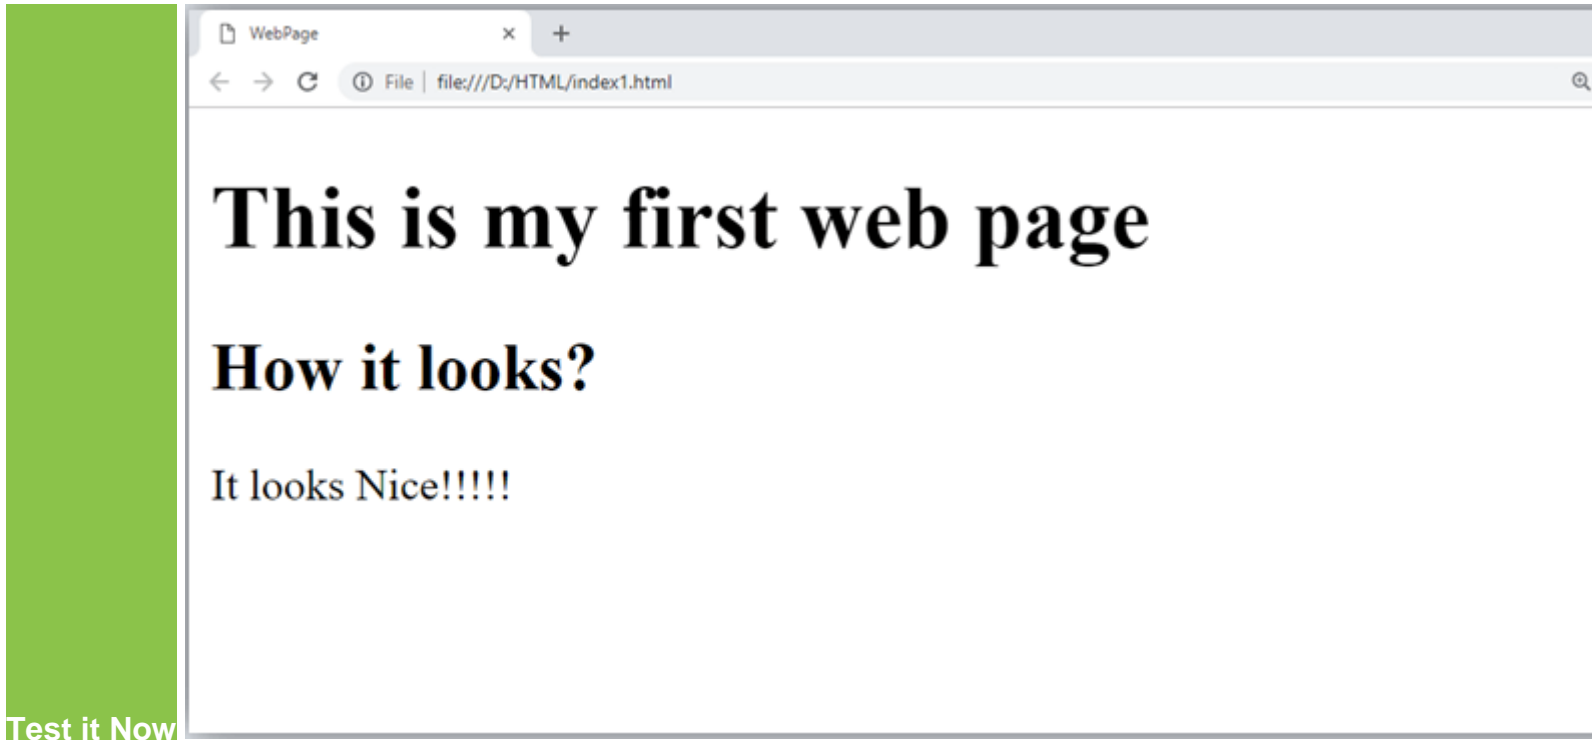 WebPage
File | file:///D:/HTML/index1.html
This is my first web page
How it looks?
It looks Nice!!!!!
Test it Now